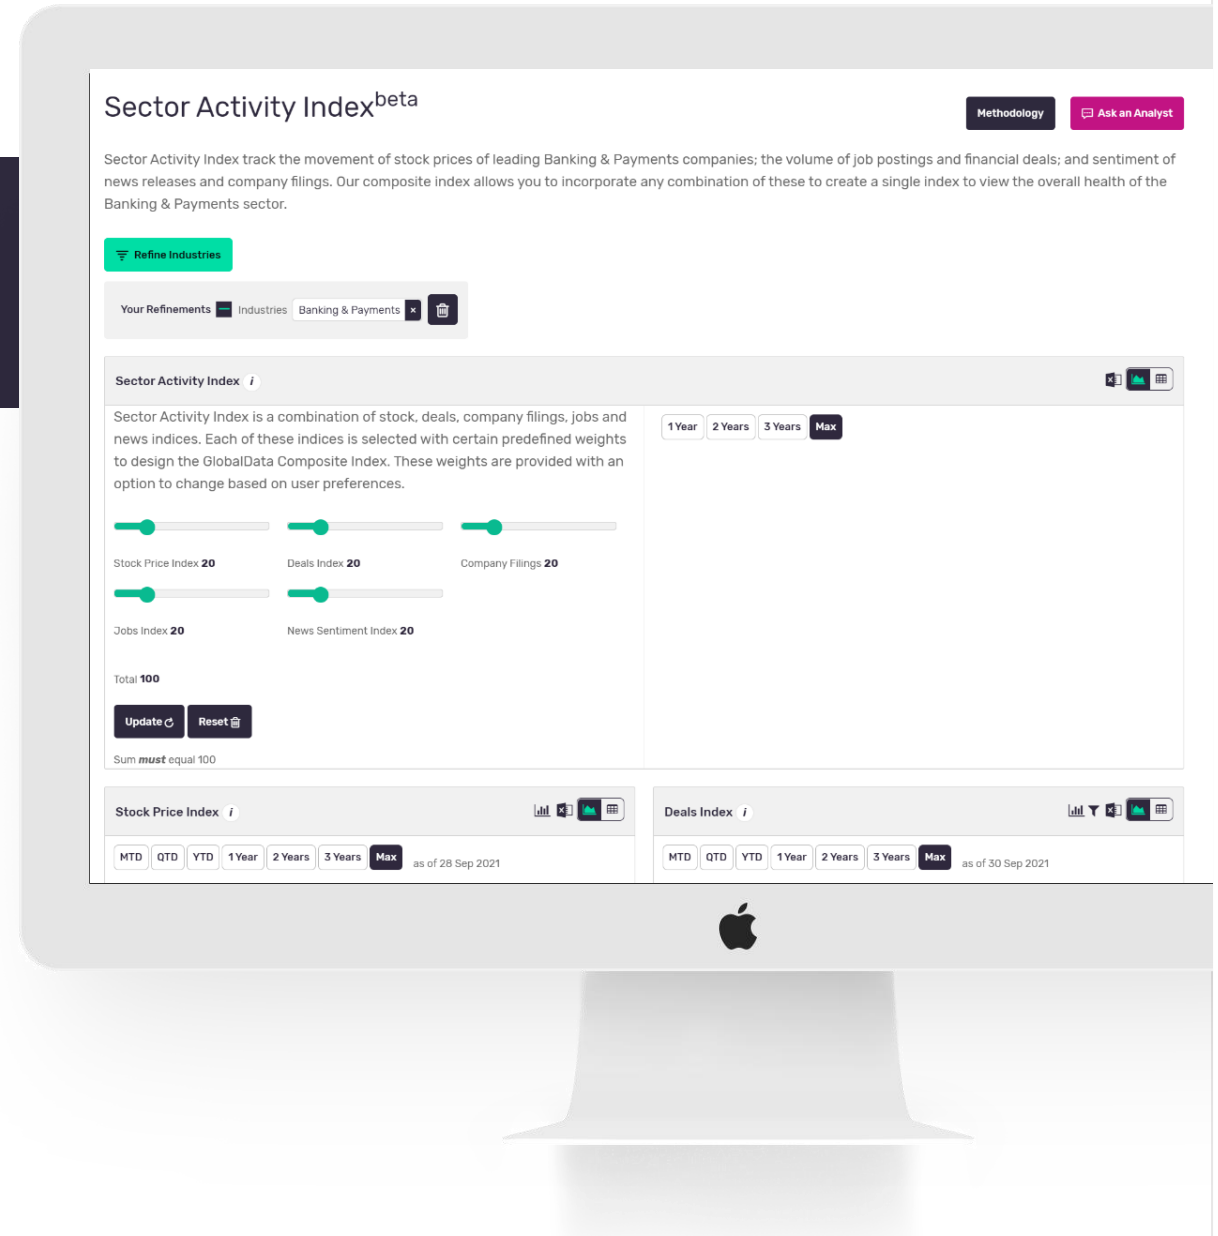 Sector Activity Indexbeta
Methodology
Ask an Analyst
Sector Activity Index track the movement of stock prices of leading Banking & Payments companies; the volume of job postings and financial deals; and sentiment of
news releases and company filings. Our composite index allows you to incorporate any combination of these to create a single index to view the overall health of the
Banking & Payments sector.
Refine Industries
Your Refinements Industries Banking & Payments x
Sector Activity Index i
Sector Activity Index is a combination of stock, deals, company filings, jobs and
news indices. Each of these indices is selected with certain predefined weights
to design the GlobalData Composite Index. These weights are provided with an
option to change based on user preferences.
1 Year 2 Years 3 Years Max
Stock Price Index 20 Deals Index 20 Company Filings 20
Jobs Index 20 News Sentiment Index 20
Total 100
Update Reset
Sum must equal 100
Stock Price Index i
MTD QTD YTD 1 Year 2 Years 3 Years Max as of 28 Sep 2021
Deals Index i
MTD QTD YTD 1 Year 2 Years 3 Years Max as of 30 Sep 2021